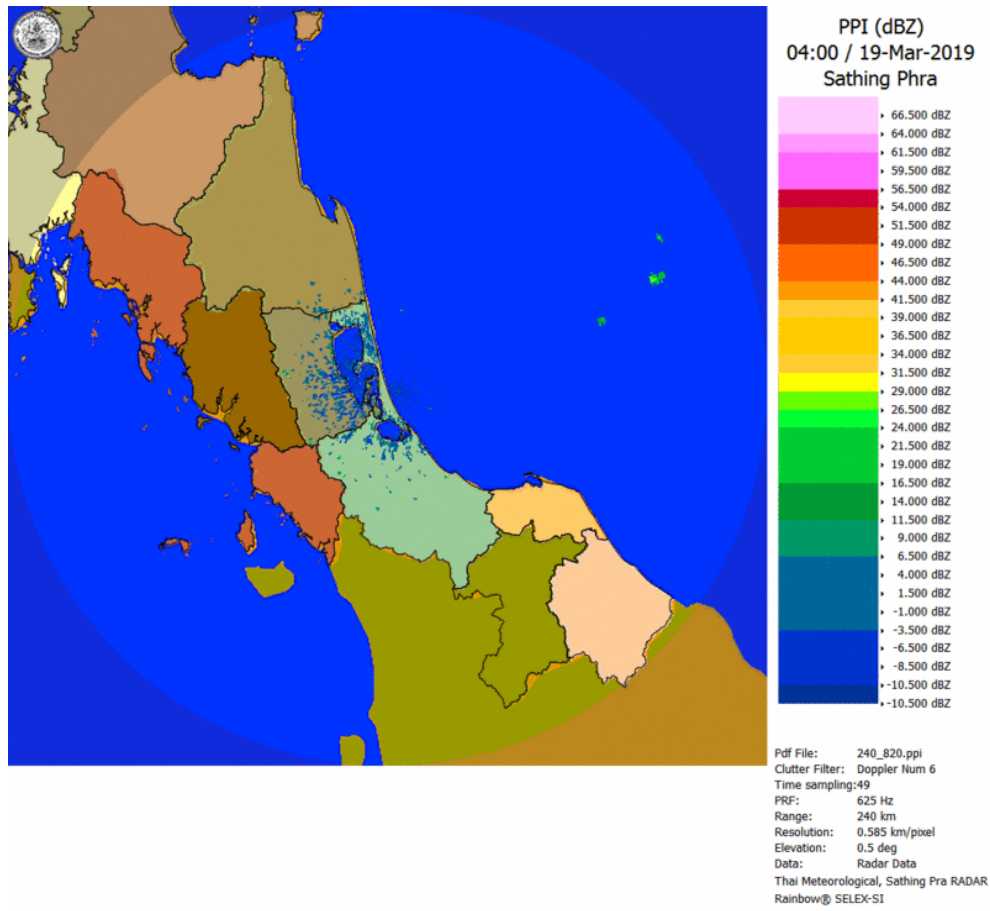 PPI (dBZ)
04:00 / 19-Mar-2019
Sathing Phra
66.500 dBZ
64.000 dBZ
61.500 dBZ
59.500 dBZ
56.500 dBZ
54.000 dBZ
51.500 dBZ
49.000 dBZ
46.500 dBZ
44.000 dBZ
41.500 dBZ
39.000 dBZ
36.500 dBZ
34.000 dBZ
31.500 dBZ
29.000 dBZ
26.500 dBZ
24.000 dBZ
21.500 dBZ
19.000 dBZ
16.500 dBZ
14.000 dBZ
11.500 dBZ
9.000 dBZ
6.500 dBZ
4.000 dBZ
1.500 dBZ
-1.000 dBZ
-3.500 dBZ
-6.500 dBZ
-8.500 dBZ
-10.500 dBZ
-10.500 dBZ
Pdf File: 240_820.ppi
Clutter Filter: Doppler Num 6
Time sampling:49
PRF: 625 Hz
Range: 240 km
Resolution: 0.585 km/pixel
Elevation: 0.5 deg
Data: Radar Data
Thai Meteorological, Sathing Pra RADAR
Rainbow® SELEX-SI